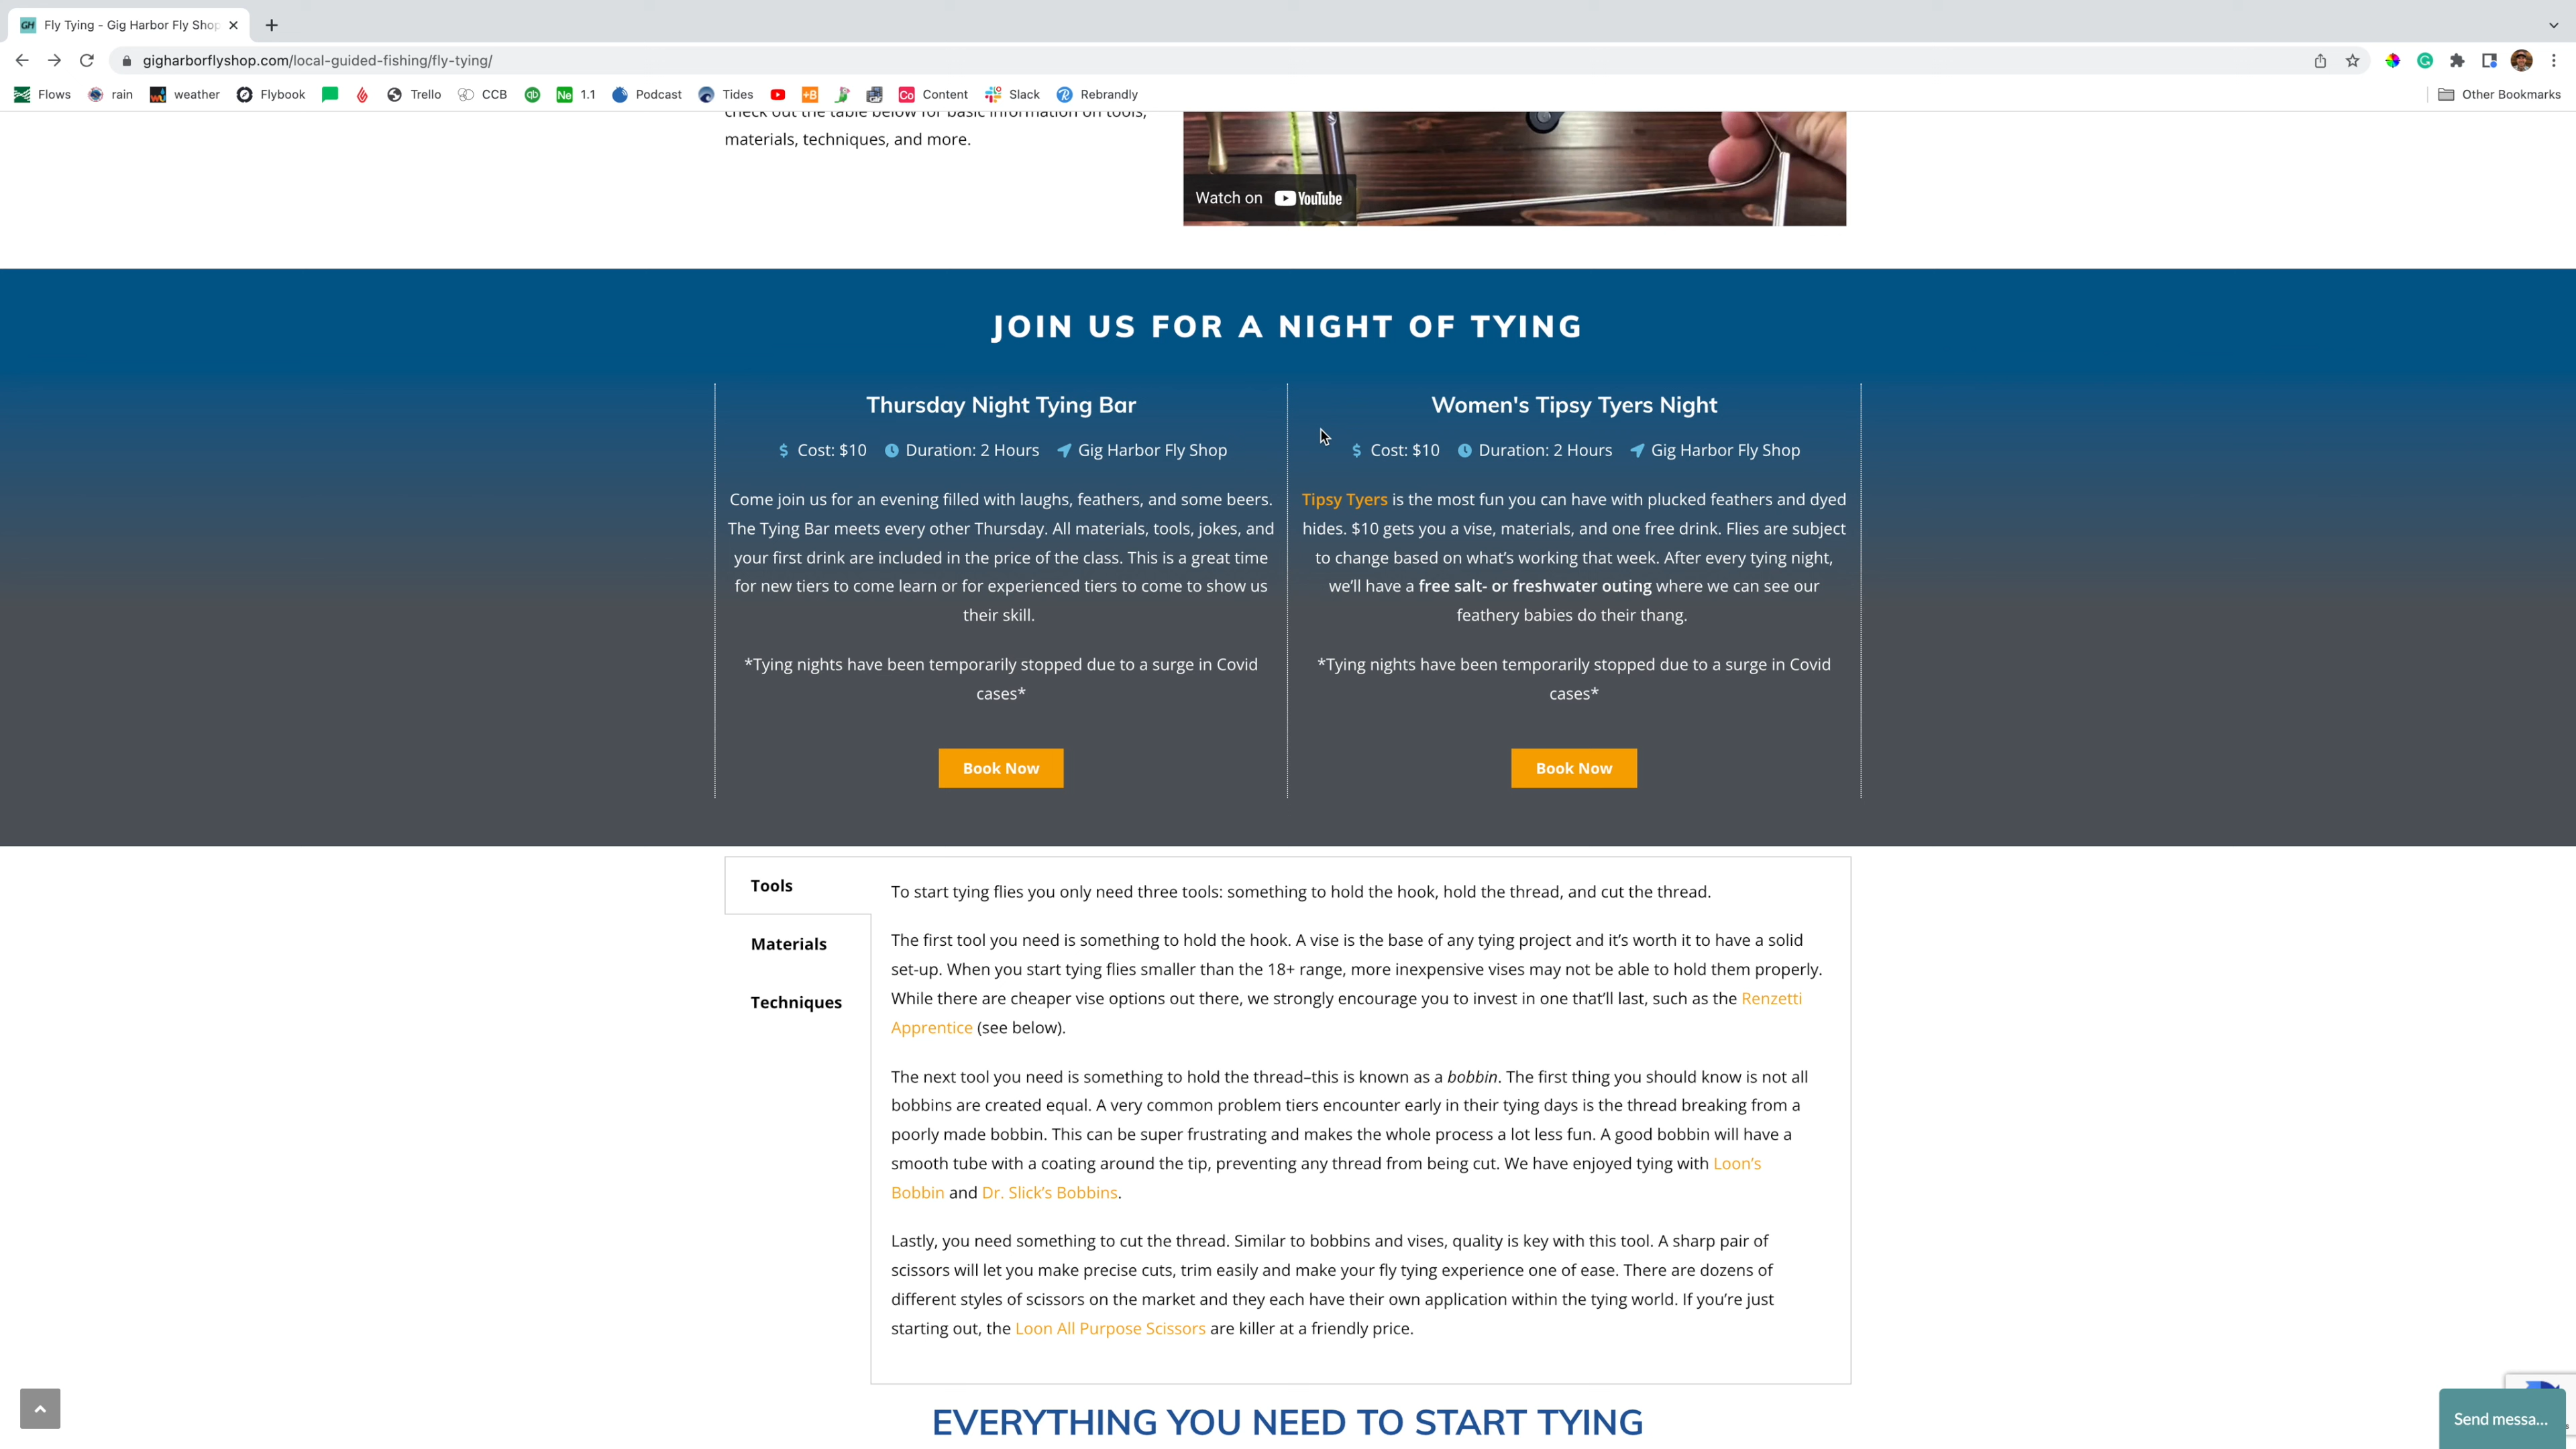 Fly Tying - Gig Harbor Fly Shop
gigharborflyshop.com/local-guided-fishing/fly-tying/
Flows rain weather Flybook Trello CCB Ne 1.1 Podcast Tides +B Co Content Slack Rebrandly Other Bookmarks
check out the table below for basic information on tools,
materials, techniques, and more.
Watch on YouTube
JOIN US FOR A NIGHT OF TYING
Thursday Night Tying Bar
$ Cost: $10 Duration: 2 Hours Gig Harbor Fly Shop
Come join us for an evening filled with laughs, feathers, and some beers.
The Tying Bar meets every other Thursday. All materials, tools, jokes, and
your first drink are included in the price of the class. This is a great time
for new tiers to come learn or for experienced tiers to come to show us
their skill.
*Tying nights have been temporarily stopped due to a surge in Covid
cases*
Book Now
Women's Tipsy Tyers Night
$ Cost: $10 Duration: 2 Hours Gig Harbor Fly Shop
Tipsy Tyers is the most fun you can have with plucked feathers and dyed
hides. $10 gets you a vise, materials, and one free drink. Flies are subject
to change based on what's working that week. After every tying night,
we'll have a free salt- or freshwater outing where we can see our
feathery babies do their thang.
*Tying nights have been temporarily stopped due to a surge in Covid
cases*
Book Now
Tools
Materials
Techniques
To start tying flies you only need three tools: something to hold the hook, hold the thread, and cut the thread.
The first tool you need is something to hold the hook. A vise is the base of any tying project and it's worth it to have a solid
set-up. When you start tying flies smaller than the 18+ range, more inexpensive vises may not be able to hold them properly.
While there are cheaper vise options out there, we strongly encourage you to invest in one that'll last, such as the Renzetti
Apprentice (see below).
The next tool you need is something to hold the thread–this is known as a bobbin. The first thing you should know is not all
bobbins are created equal. A very common problem tiers encounter early in their tying days is the thread breaking from a
poorly made bobbin. This can be super frustrating and makes the whole process a lot less fun. A good bobbin will have a
smooth tube with a coating around the tip, preventing any thread from being cut. We have enjoyed tying with Loon's
Bobbin and Dr. Slick's Bobbins.
Lastly, you need something to cut the thread. Similar to bobbins and vises, quality is key with this tool. A sharp pair of
scissors will let you make precise cuts, trim easily and make your fly tying experience one of ease. There are dozens of
different styles of scissors on the market and they each have their own application within the tying world. If you're just
starting out, the Loon All Purpose Scissors are killer at a friendly price.
EVERYTHING YOU NEED TO START TYING
Send messa...